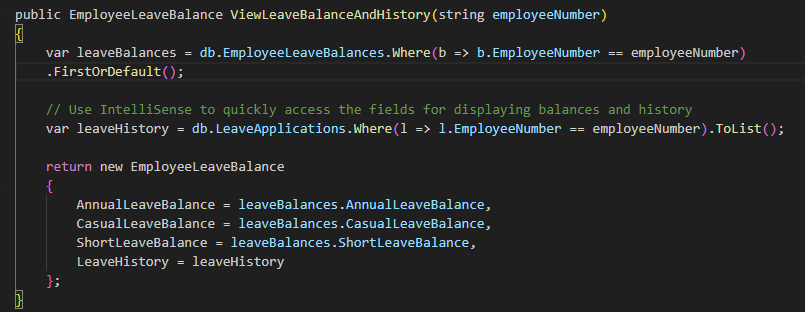 public EmployeeLeaveBalance ViewLeaveBalanceAndHistory(string employeeNumber)
{
    var leaveBalances = db.EmployeeLeaveBalances.Where(b => b.EmployeeNumber == employeeNumber)
    .FirstOrDefault();
    // Use IntelliSense to quickly access the fields for displaying balances and history
    var leaveHistory = db.LeaveApplications.Where(l => l.EmployeeNumber == employeeNumber).ToList();
    return new EmployeeLeaveBalance
    {
        AnnualLeaveBalance = leaveBalances.AnnualLeaveBalance,
        CasualLeaveBalance = leaveBalances.CasualLeaveBalance,
        ShortLeaveBalance = leaveBalances.ShortLeaveBalance,
        LeaveHistory = leaveHistory
    };
}